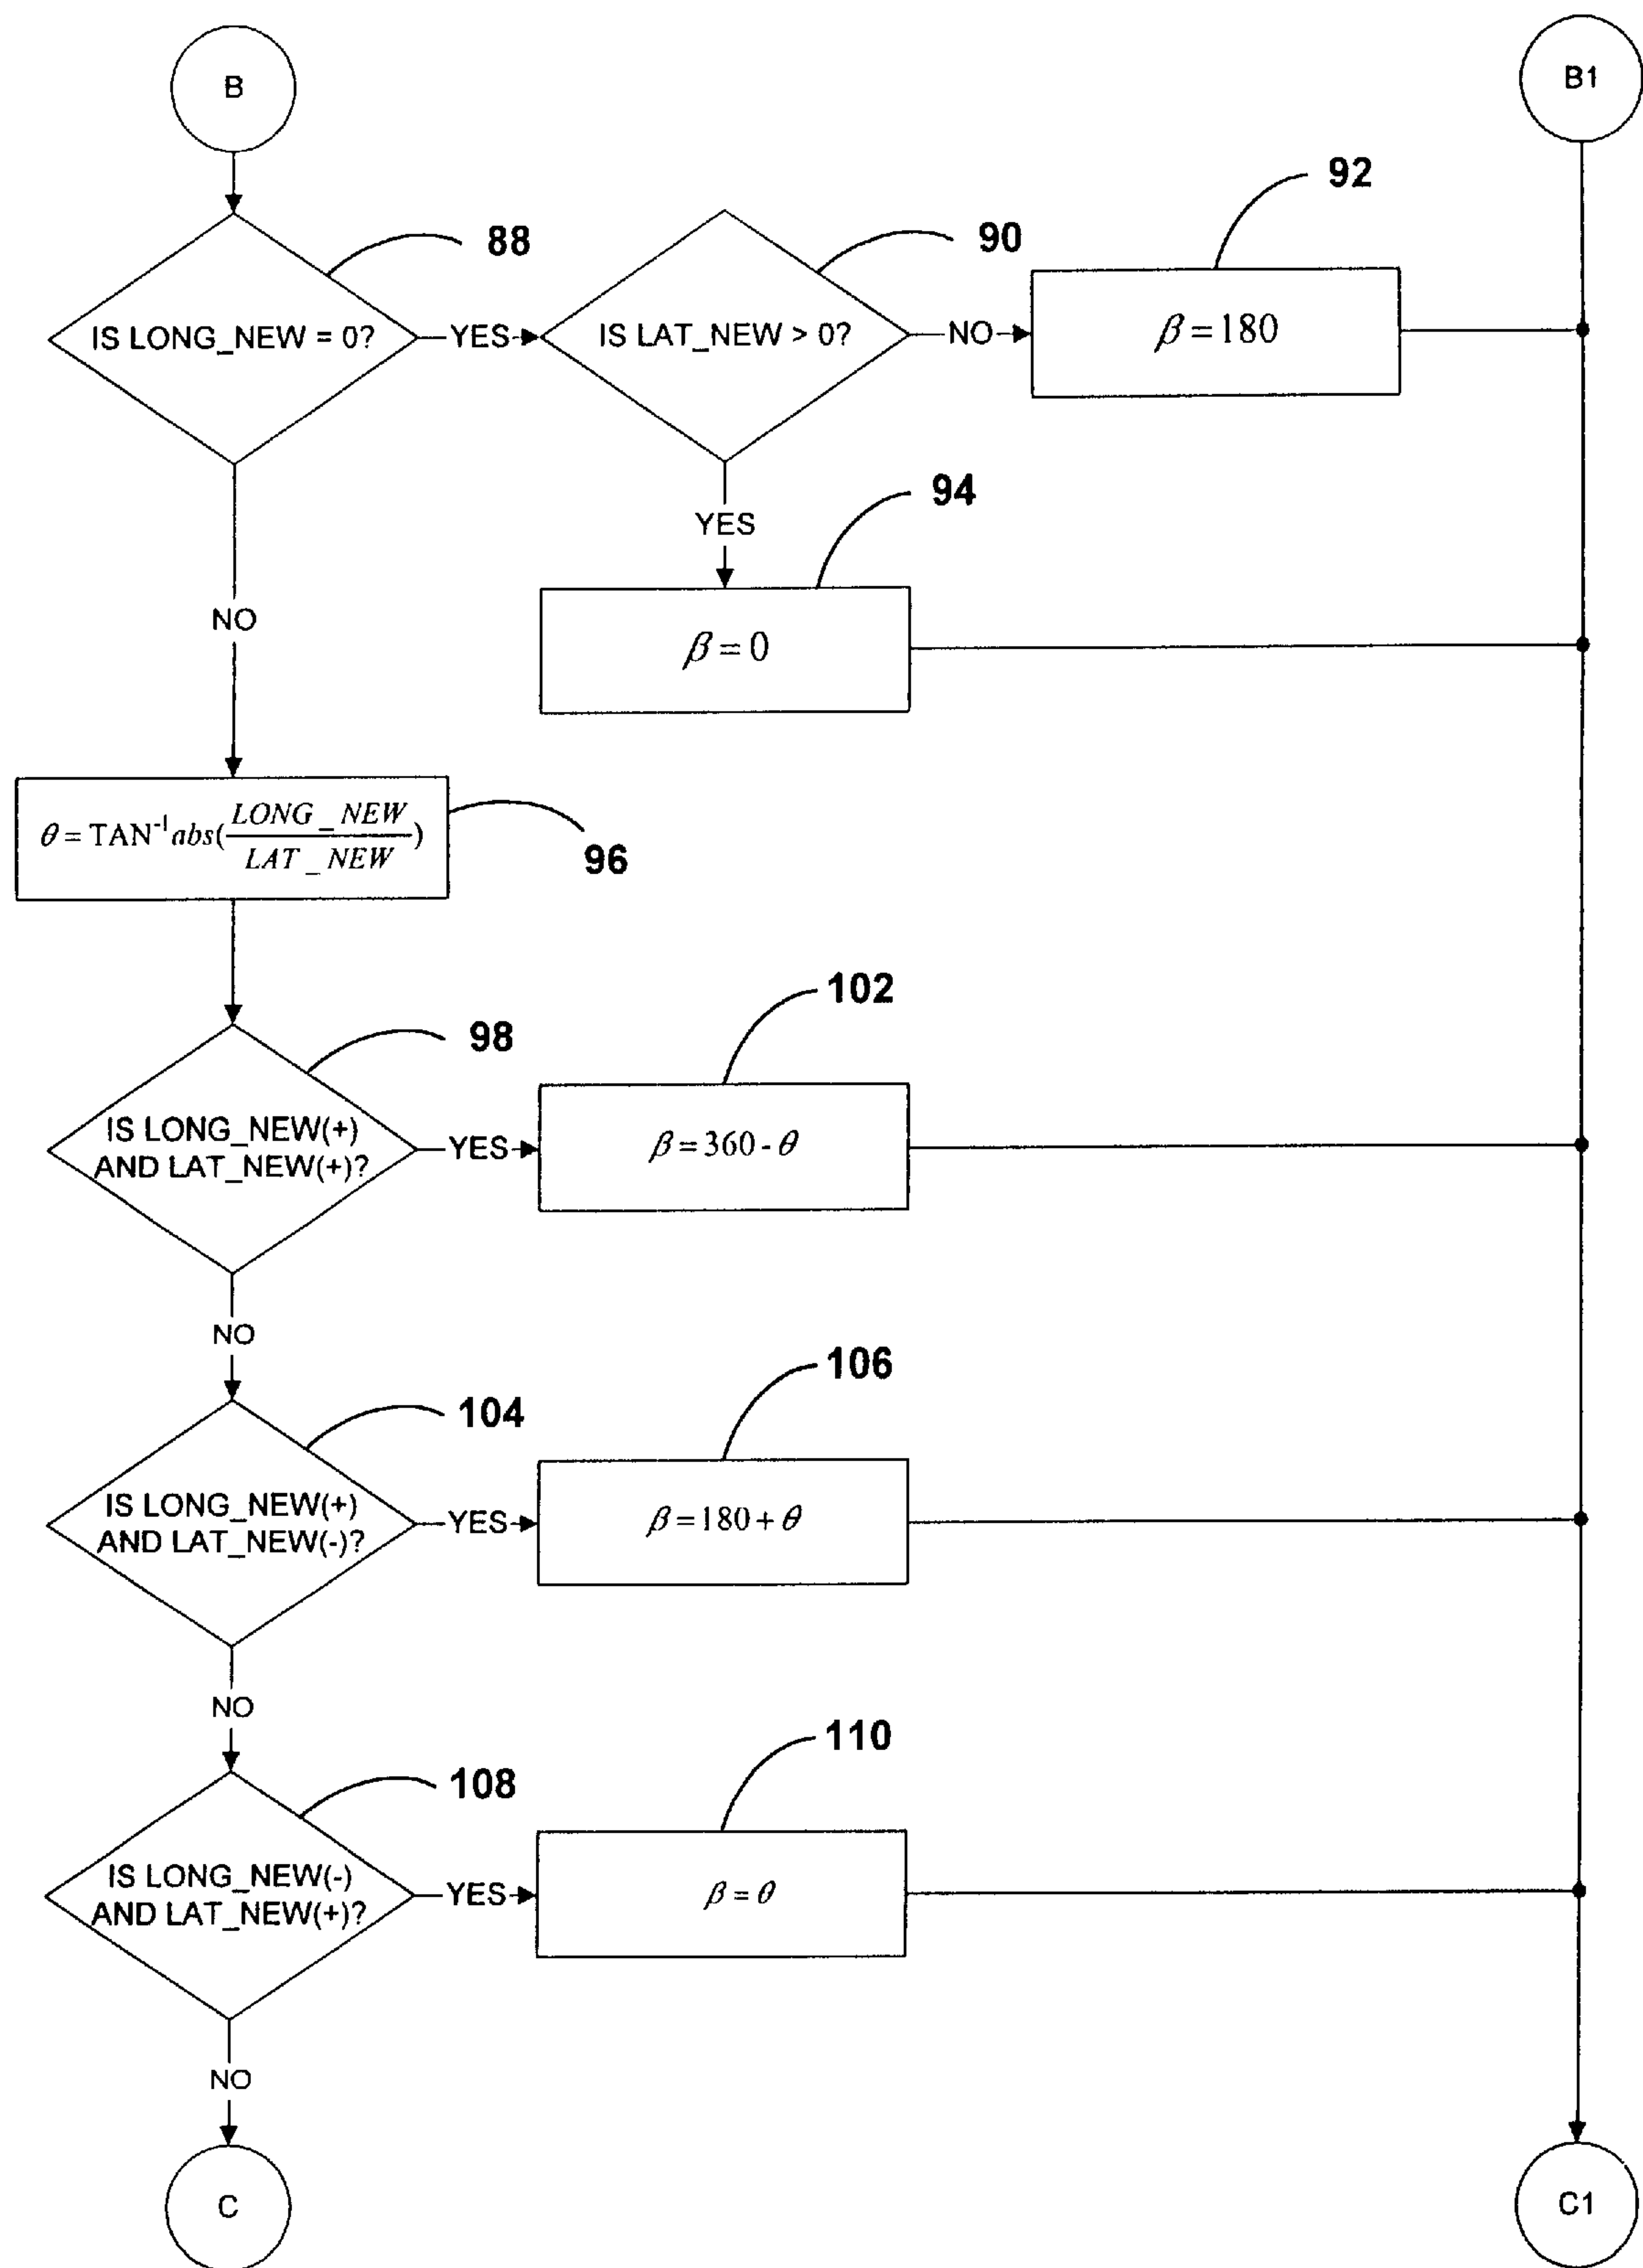 B
B1
92
88
90
IS LONG_NEW = 0?
YES
IS LAT_NEW > 0?
NO
β = 180
94
YES
NO
β = 0
θ = TAN⁻¹ abs(LONG_NEW / LAT_NEW)
96
102
98
IS LONG_NEW(+)
AND LAT_NEW(+)?
YES
β = 360 - θ
NO
106
104
IS LONG_NEW(+)
AND LAT_NEW(-)?
YES
β = 180 + θ
NO
110
108
IS LONG_NEW(-)
AND LAT_NEW(+)?
YES
β = θ
NO
C
C1